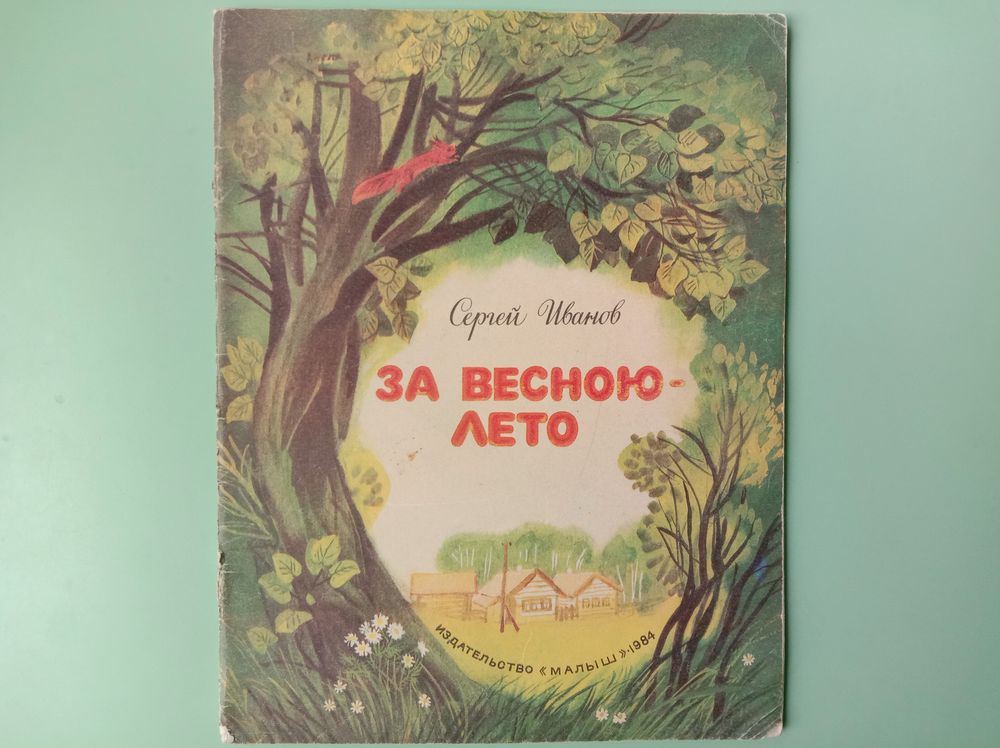 Сергей Иванов
ЗА ВЕСНОЮ-
ЛЕТО
ИЗДАТЕЛЬСТВО «МАЛЫШ»·1984